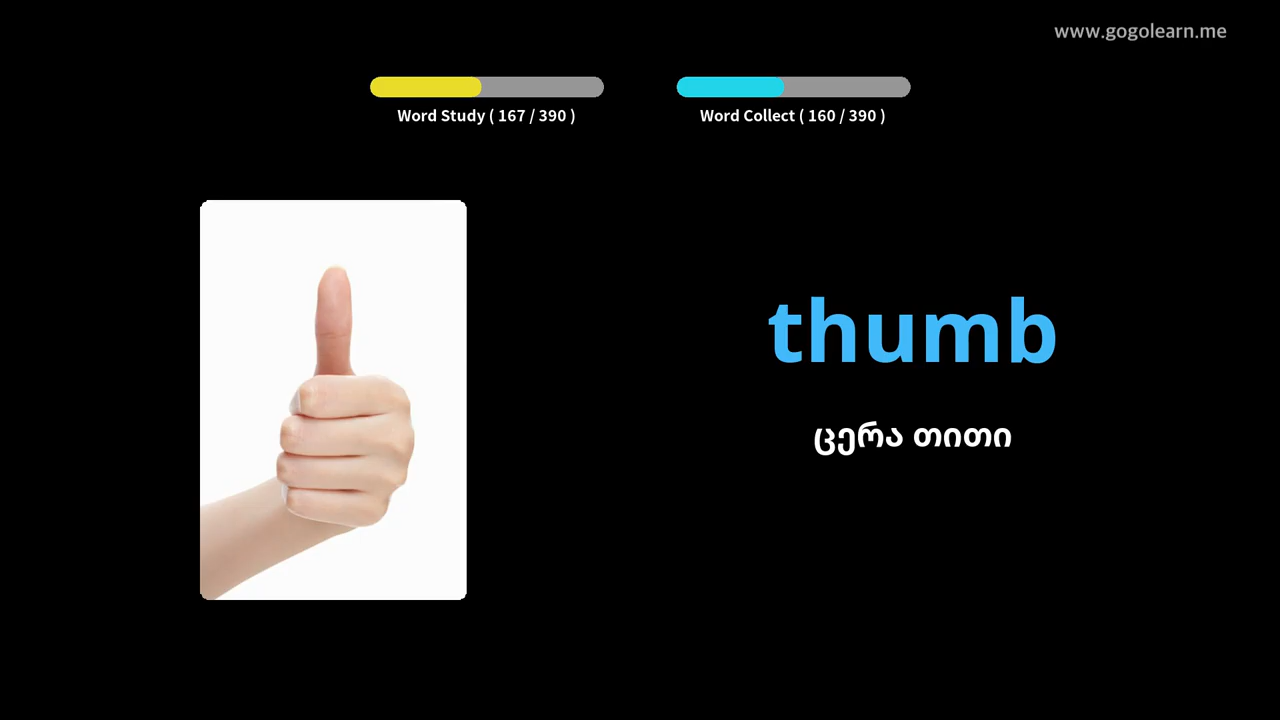 www.gogolearn.me
Word Study ( 167 / 390 )
Word Collect ( 160 / 390 )
thumb
ცერა თითი